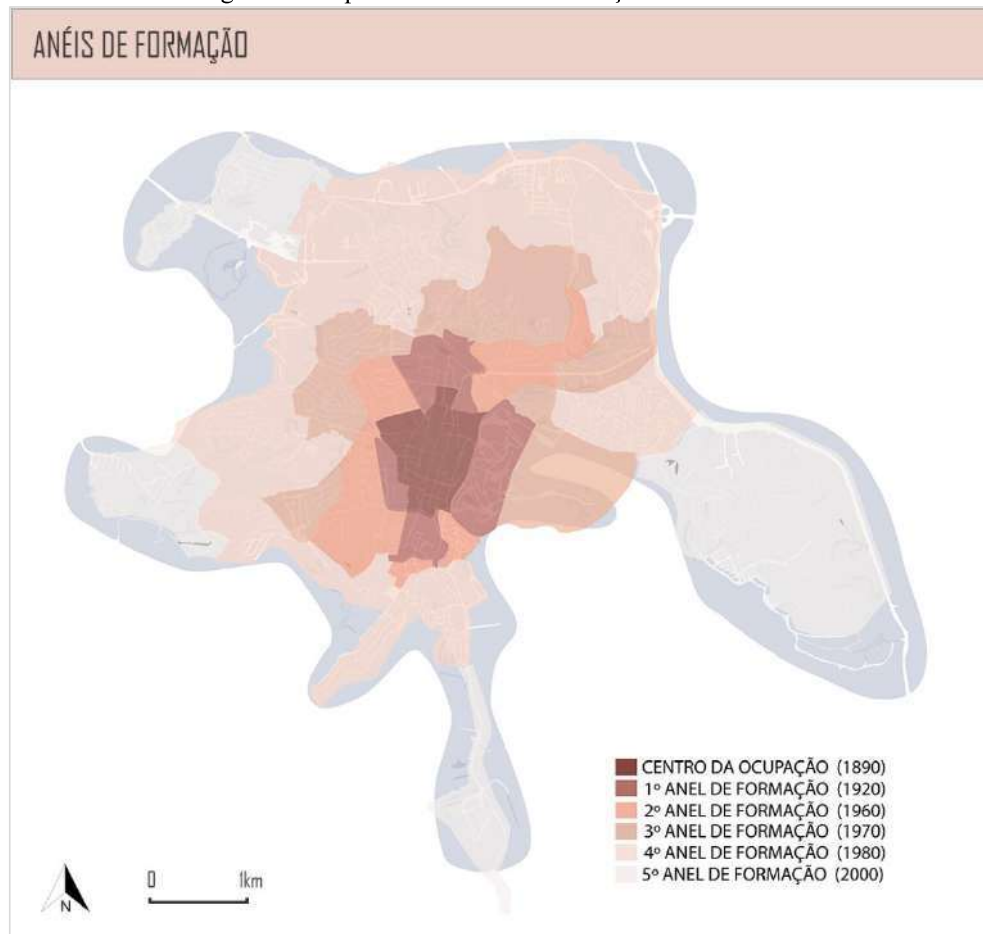 ANÉIS DE FORMAÇÃO
CENTRO DA OCUPAÇÃO (1890)
1º ANEL DE FORMAÇÃO (1920)
2º ANEL DE FORMAÇÃO (1960)
3º ANEL DE FORMAÇÃO (1970)
4º ANEL DE FORMAÇÃO (1980)
5º ANEL DE FORMAÇÃO (2000)
N
0 1km